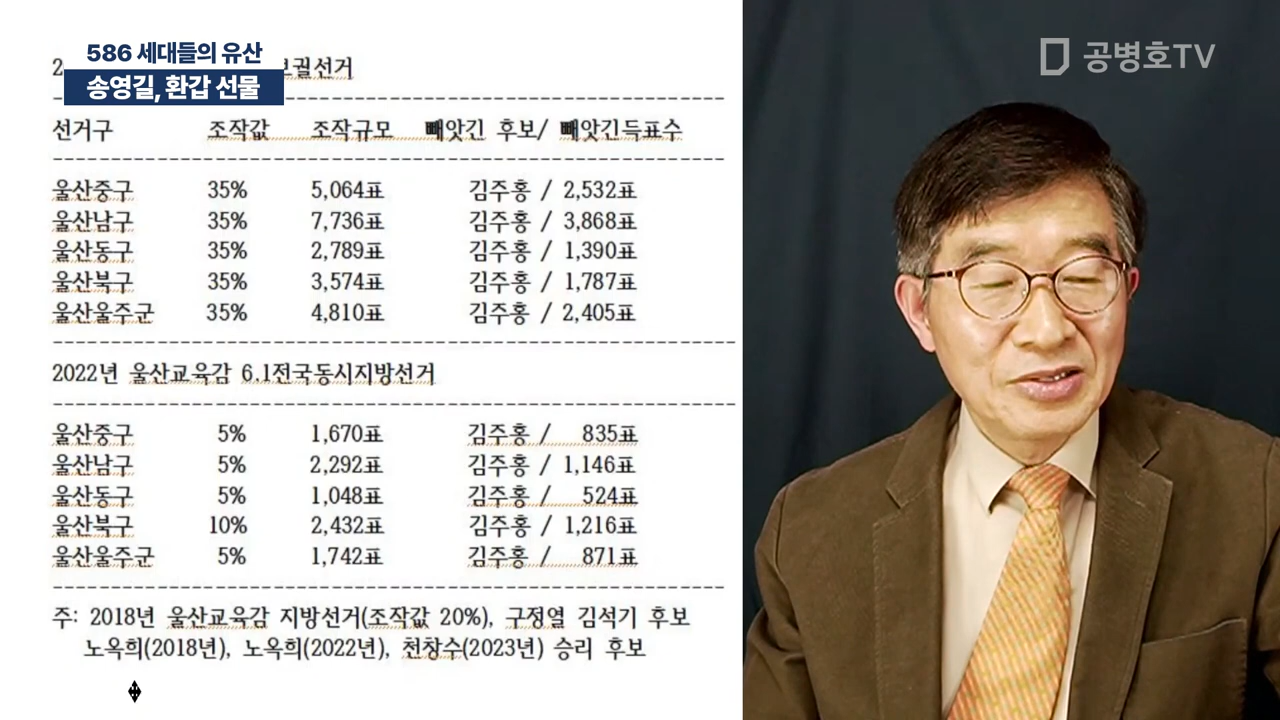 586 세대들의 유산
송영길, 환갑 선물
2 보궐선거
공병호TV
선거구 조작값 조작규모 빼앗긴 후보/ 빼앗긴득표수
울산중구 35% 5,064표 김주홍 / 2,532표
울산남구 35% 7,736표 김주홍 / 3,868표
울산동구 35% 2,789표 김주홍 / 1,390표
울산북구 35% 3,574표 김주홍 / 1,787표
울산울주군 35% 4,810표 김주홍 / 2,405표
2022년 울산교육감 6.1전국동시지방선거
울산중구 5% 1,670표 김주홍 / 835표
울산남구 5% 2,292표 김주홍 / 1,146표
울산동구 5% 1,048표 김주홍 / 524표
울산북구 10% 2,432표 김주홍 / 1,216표
울산울주군 5% 1,742표 김주홍 / 871표
주: 2018년 울산교육감 지방선거(조작값 20%), 구정열 김석기 후보
노옥희(2018년), 노옥희(2022년), 천창수(2023년) 승리 후보